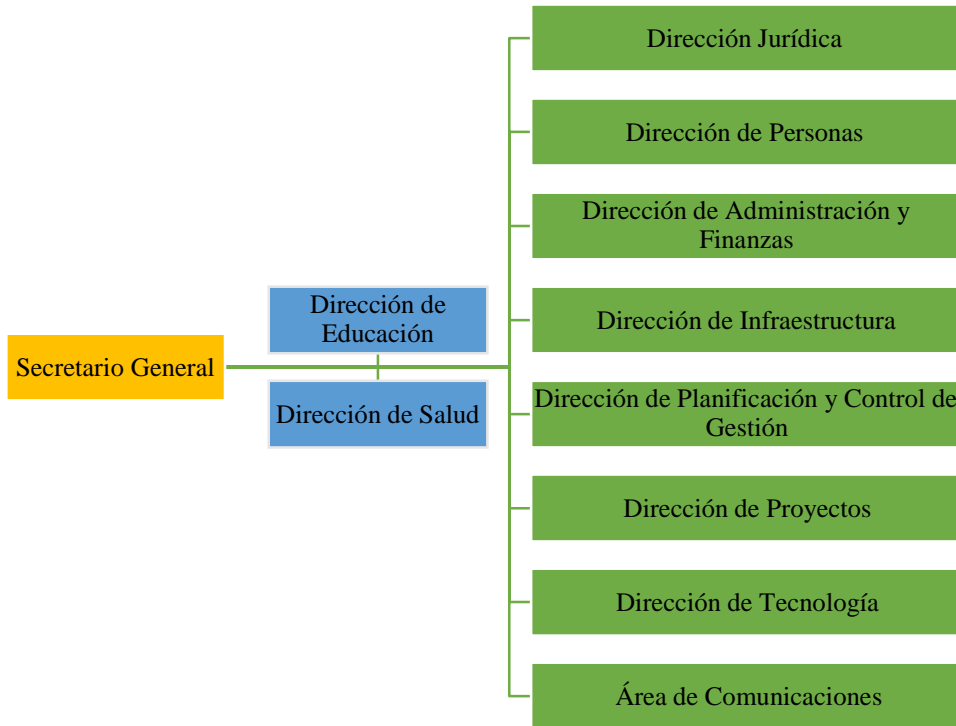 Secretario General
Dirección de
Educación
Dirección de Salud
Dirección Jurídica
Dirección de Personas
Dirección de Administración y
Finanzas
Dirección de Infraestructura
Dirección de Planificación y Control de
Gestión
Dirección de Proyectos
Dirección de Tecnología
Área de Comunicaciones